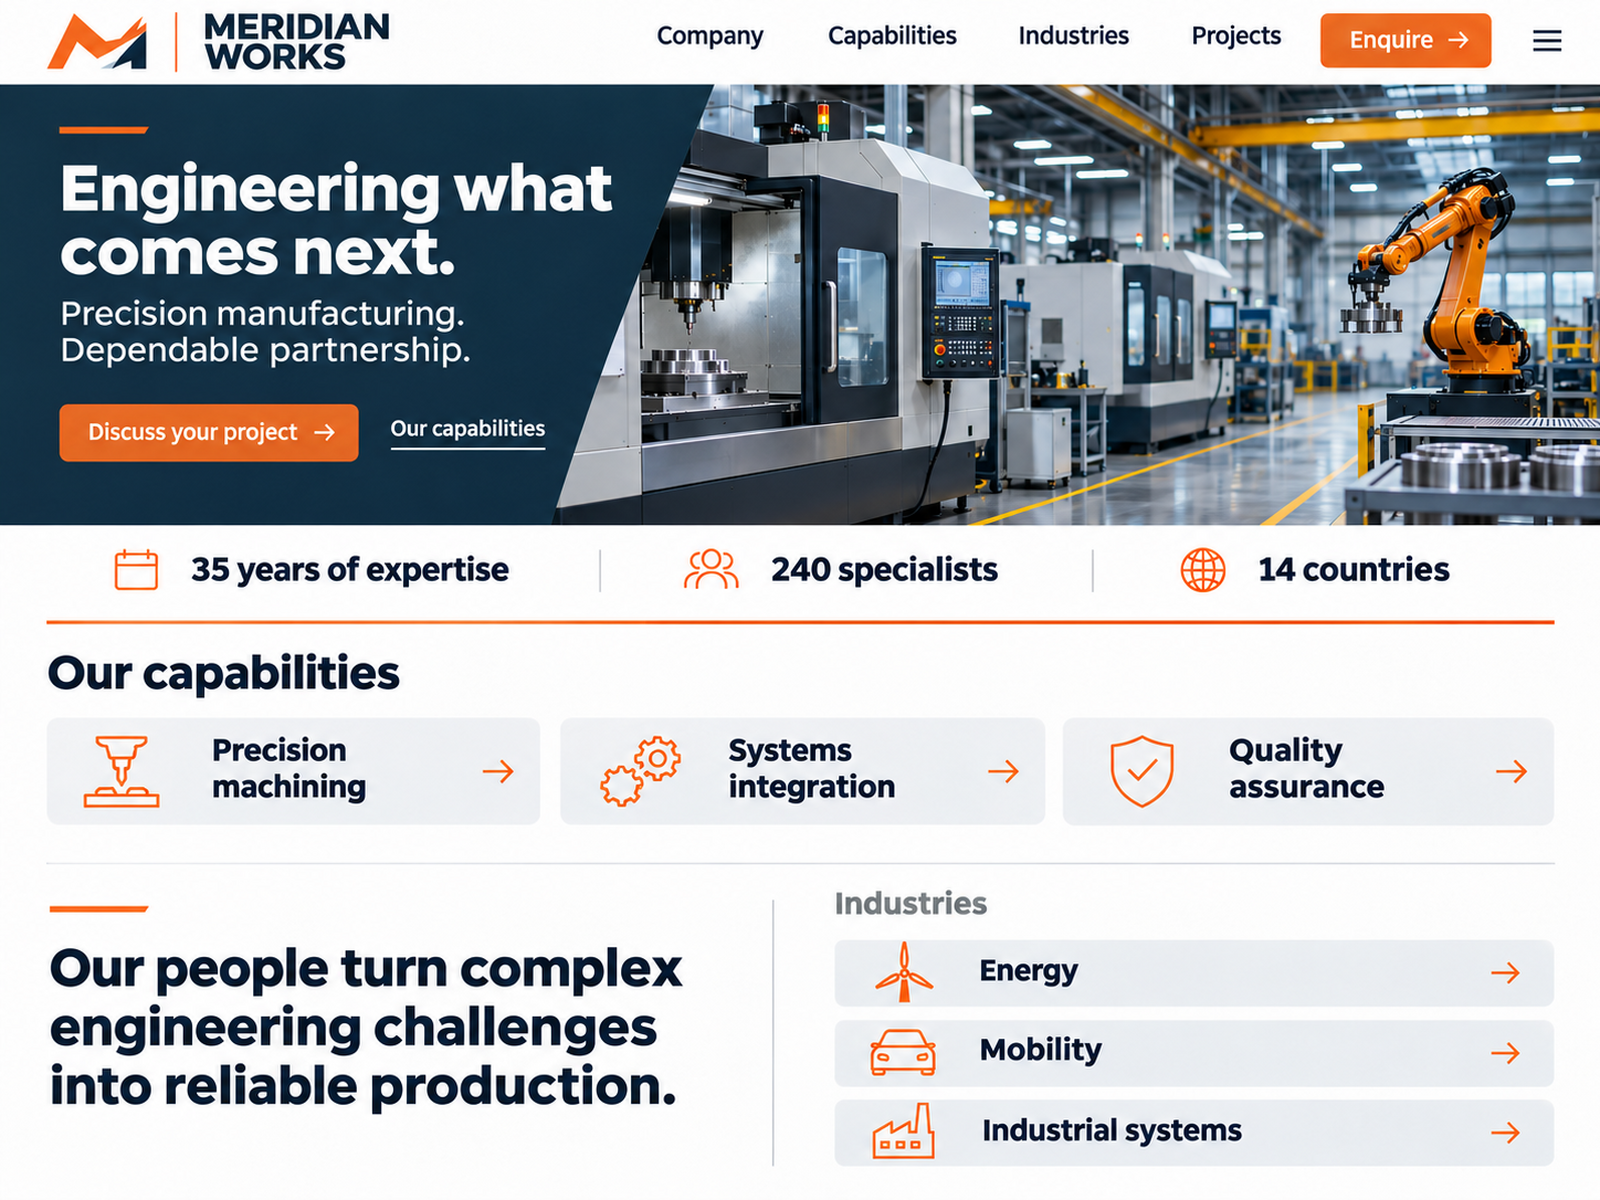 MERIDIAN
WORKS
Company
Capabilities
Industries
Projects
Enquire
Engineering what
comes next.
Precision manufacturing.
Dependable partnership.
Discuss your project
Our capabilities
35 years of expertise
240 specialists
14 countries
Our capabilities
Precision
machining
Systems
integration
Quality
assurance
Our people turn complex
engineering challenges
into reliable production.
Industries
Energy
Mobility
Industrial systems